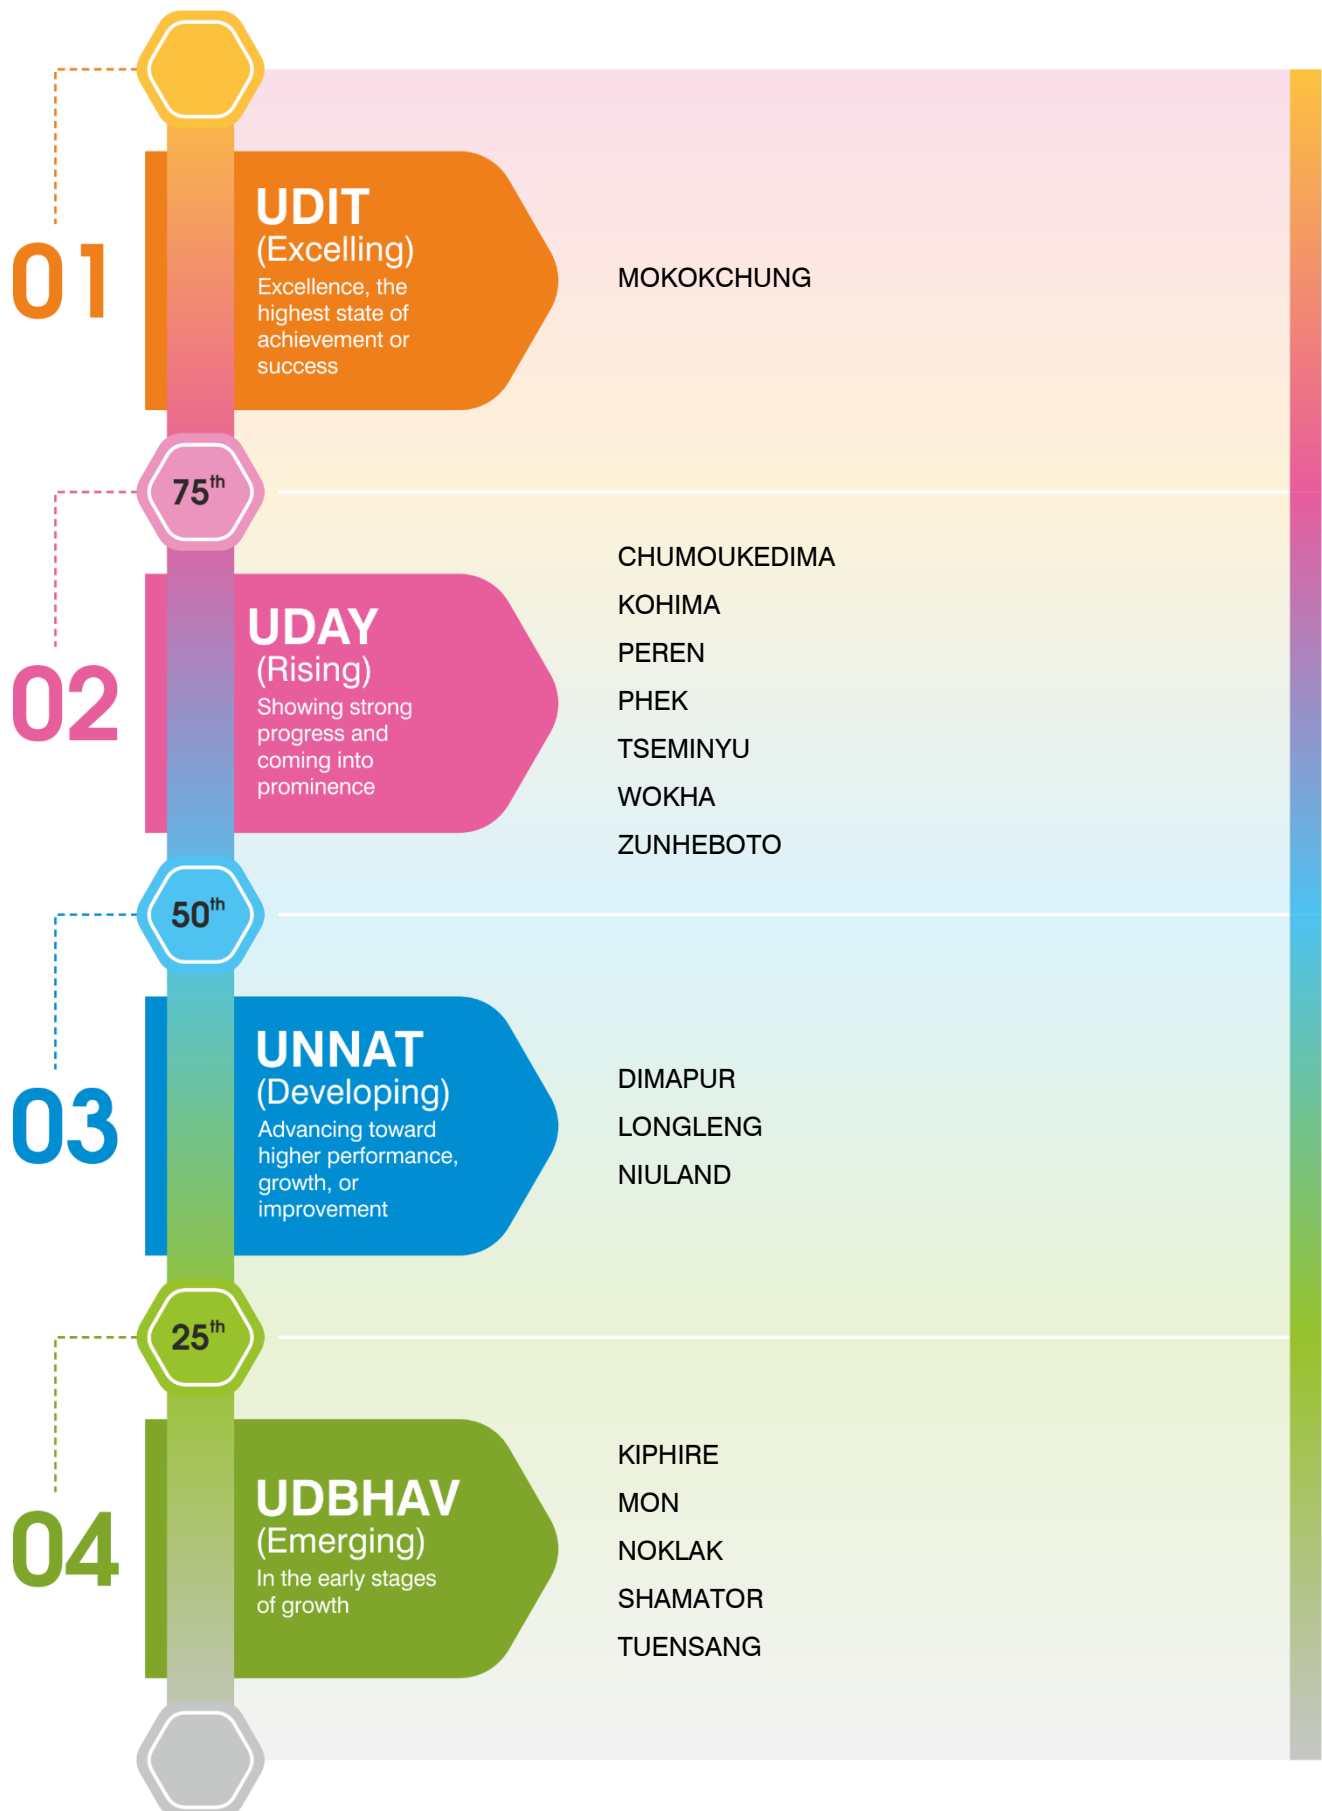 01
UDIT
(Excelling)
Excellence, the
highest state of
achievement or
success
MOKOKCHUNG
75th
02
UDAY
(Rising)
Showing strong
progress and
coming into
prominence
CHUMOUKEDIMA
KOHIMA
PEREN
PHEK
TSEMINYU
WOKHA
ZUNHEBOTO
50th
03
UNNAT
(Developing)
Advancing toward
higher performance,
growth, or
improvement
DIMAPUR
LONGLENG
NIULAND
25th
04
UDBHAV
(Emerging)
In the early stages
of growth
KIPHIRE
MON
NOKLAK
SHAMATOR
TUENSANG